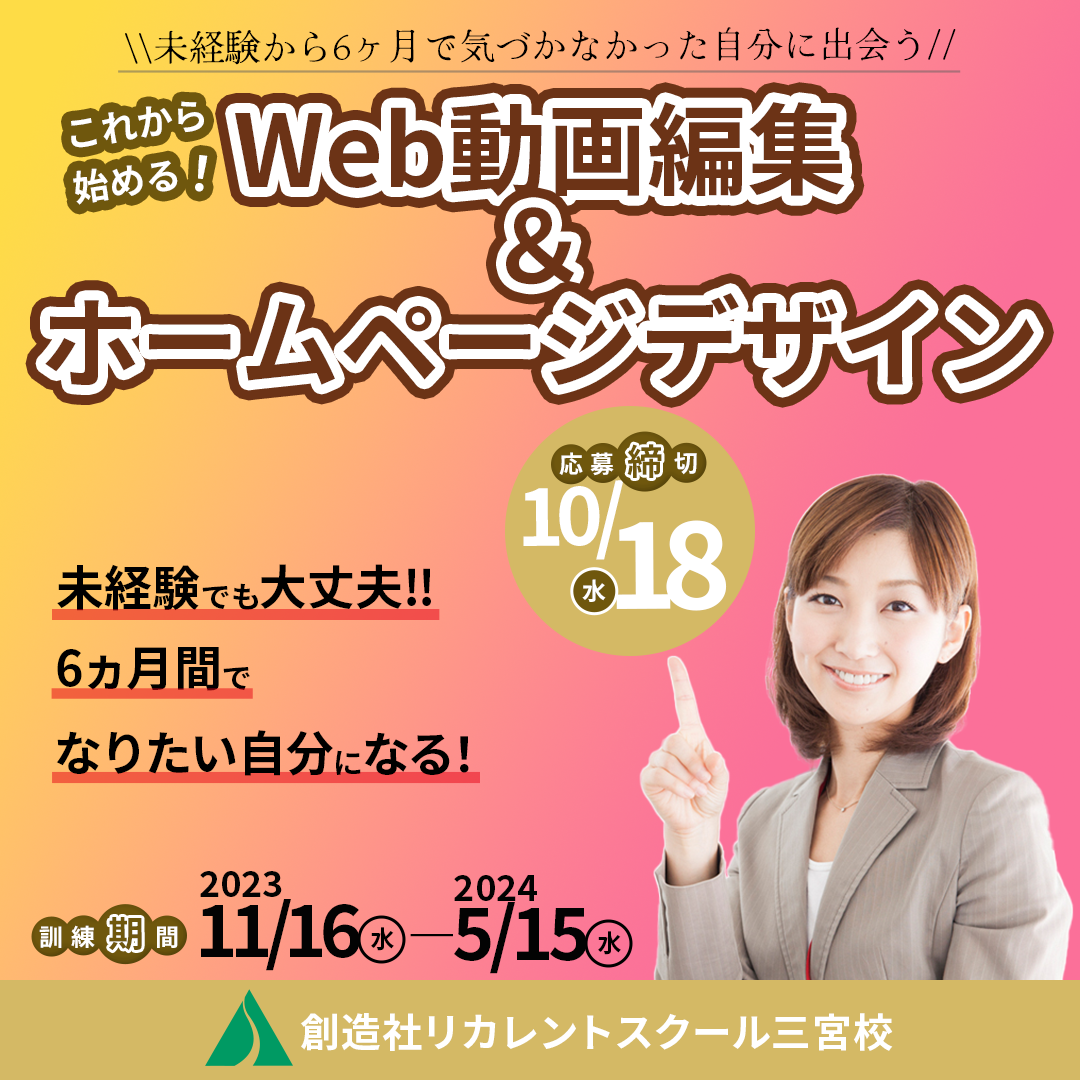 \\未経験から6ヶ月で気づかなかった自分に出会う//
これから
始める！
Web動画編集
&
ホームページデザイン
応募締切
10/18
水
未経験でも大丈夫!!
6ヵ月間で
なりたい自分になる！
訓練期間
2023
11/16水—
2024
5/15水
創造社リカレントスクール三宮校